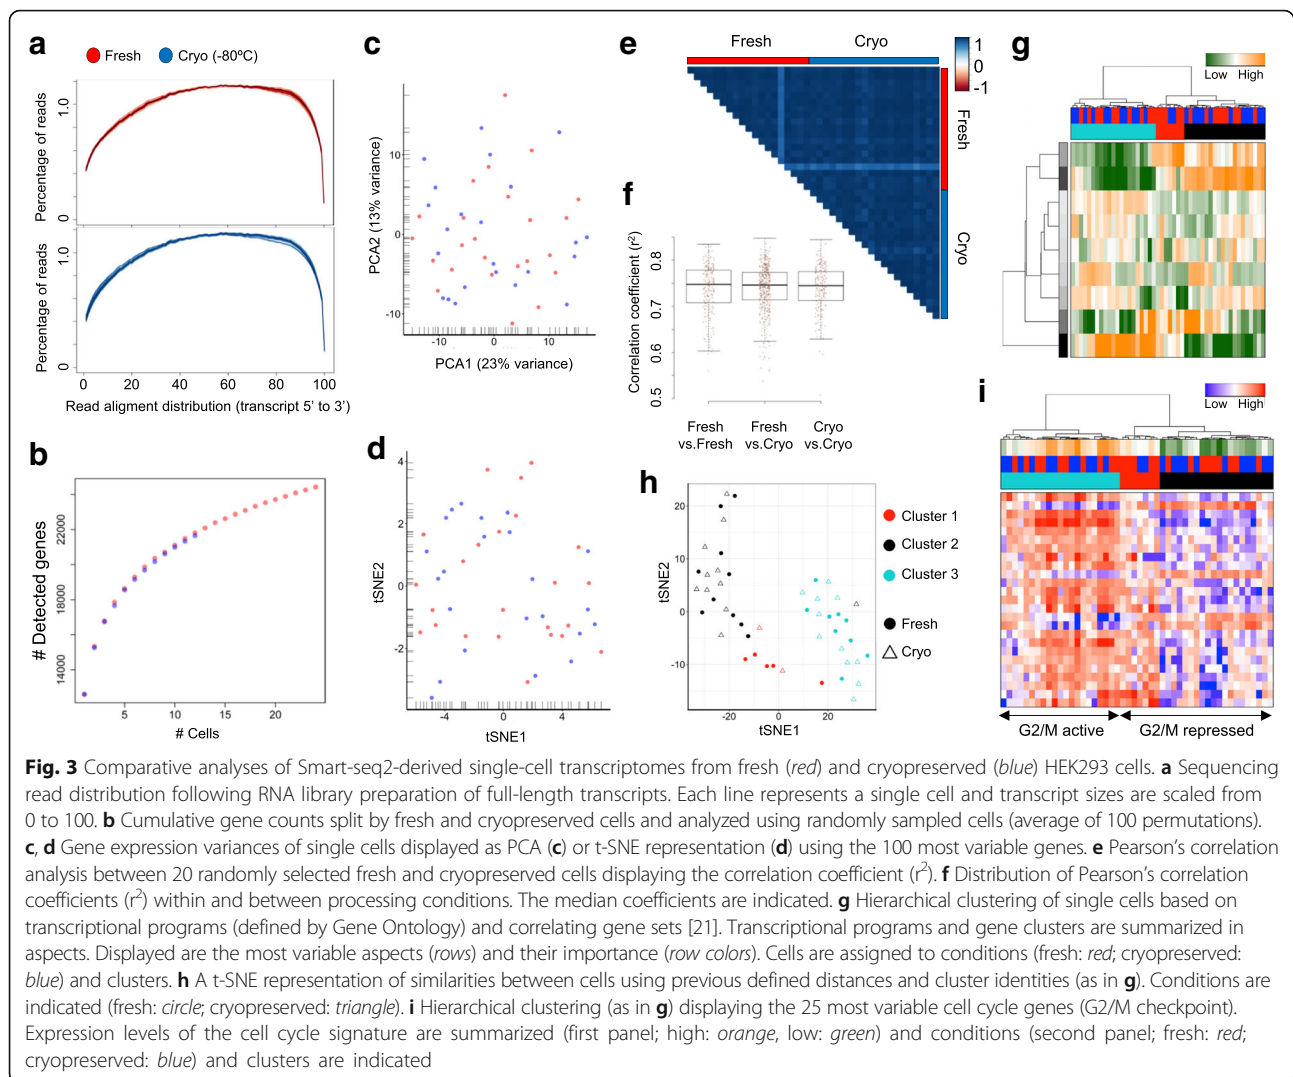 a
Fresh
Cryo (-80ºC)
Percentage of reads
1.0
0
Percentage of reads
1.0
0
0
20
40
60
80
100
Read aligment distribution (transcript 5' to 3')
b
# Detected genes
22000
18000
14000
5
10
15
20
# Cells
c
PCA2 (13% variance)
10
0
-10
-10
0
10
PCA1 (23% variance)
d
tSNE2
4
2
0
-2
-4
0
4
tSNE1
e
Fresh
Cryo
1
0
-1
Fresh
Cryo
f
Correlation coefficient (r²)
0.8
0.7
0.6
0.5
Fresh
vs.Fresh
Fresh
vs.Cryo
Cryo
vs.Cryo
g
Low High
h
tSNE2
20
10
0
-10
-20
0
20
tSNE1
Cluster 1
Cluster 2
Cluster 3
Fresh
Cryo
i
Low High
G2/M active
G2/M repressed
Fig. 3 Comparative analyses of Smart-seq2-derived single-cell transcriptomes from fresh (red) and cryopreserved (blue) HEK293 cells. a Sequencing
read distribution following RNA library preparation of full-length transcripts. Each line represents a single cell and transcript sizes are scaled from
0 to 100. b Cumulative gene counts split by fresh and cryopreserved cells and analyzed using randomly sampled cells (average of 100 permutations).
c, d Gene expression variances of single cells displayed as PCA (c) or t-SNE representation (d) using the 100 most variable genes. e Pearson's correlation
analysis between 20 randomly selected fresh and cryopreserved cells displaying the correlation coefficient (r²). f Distribution of Pearson's correlation
coefficients (r²) within and between processing conditions. The median coefficients are indicated. g Hierarchical clustering of single cells based on
transcriptional programs (defined by Gene Ontology) and correlating gene sets [21]. Transcriptional programs and gene clusters are summarized in
aspects. Displayed are the most variable aspects (rows) and their importance (row colors). Cells are assigned to conditions (fresh: red; cryopreserved:
blue) and clusters. h A t-SNE representation of similarities between cells using previous defined distances and cluster identities (as in g). Conditions are
indicated (fresh: circle; cryopreserved: triangle). i Hierarchical clustering (as in g) displaying the 25 most variable cell cycle genes (G2/M checkpoint).
Expression levels of the cell cycle signature are summarized (first panel; high: orange, low: green) and conditions (second panel; fresh: red;
cryopreserved: blue) and clusters are indicated